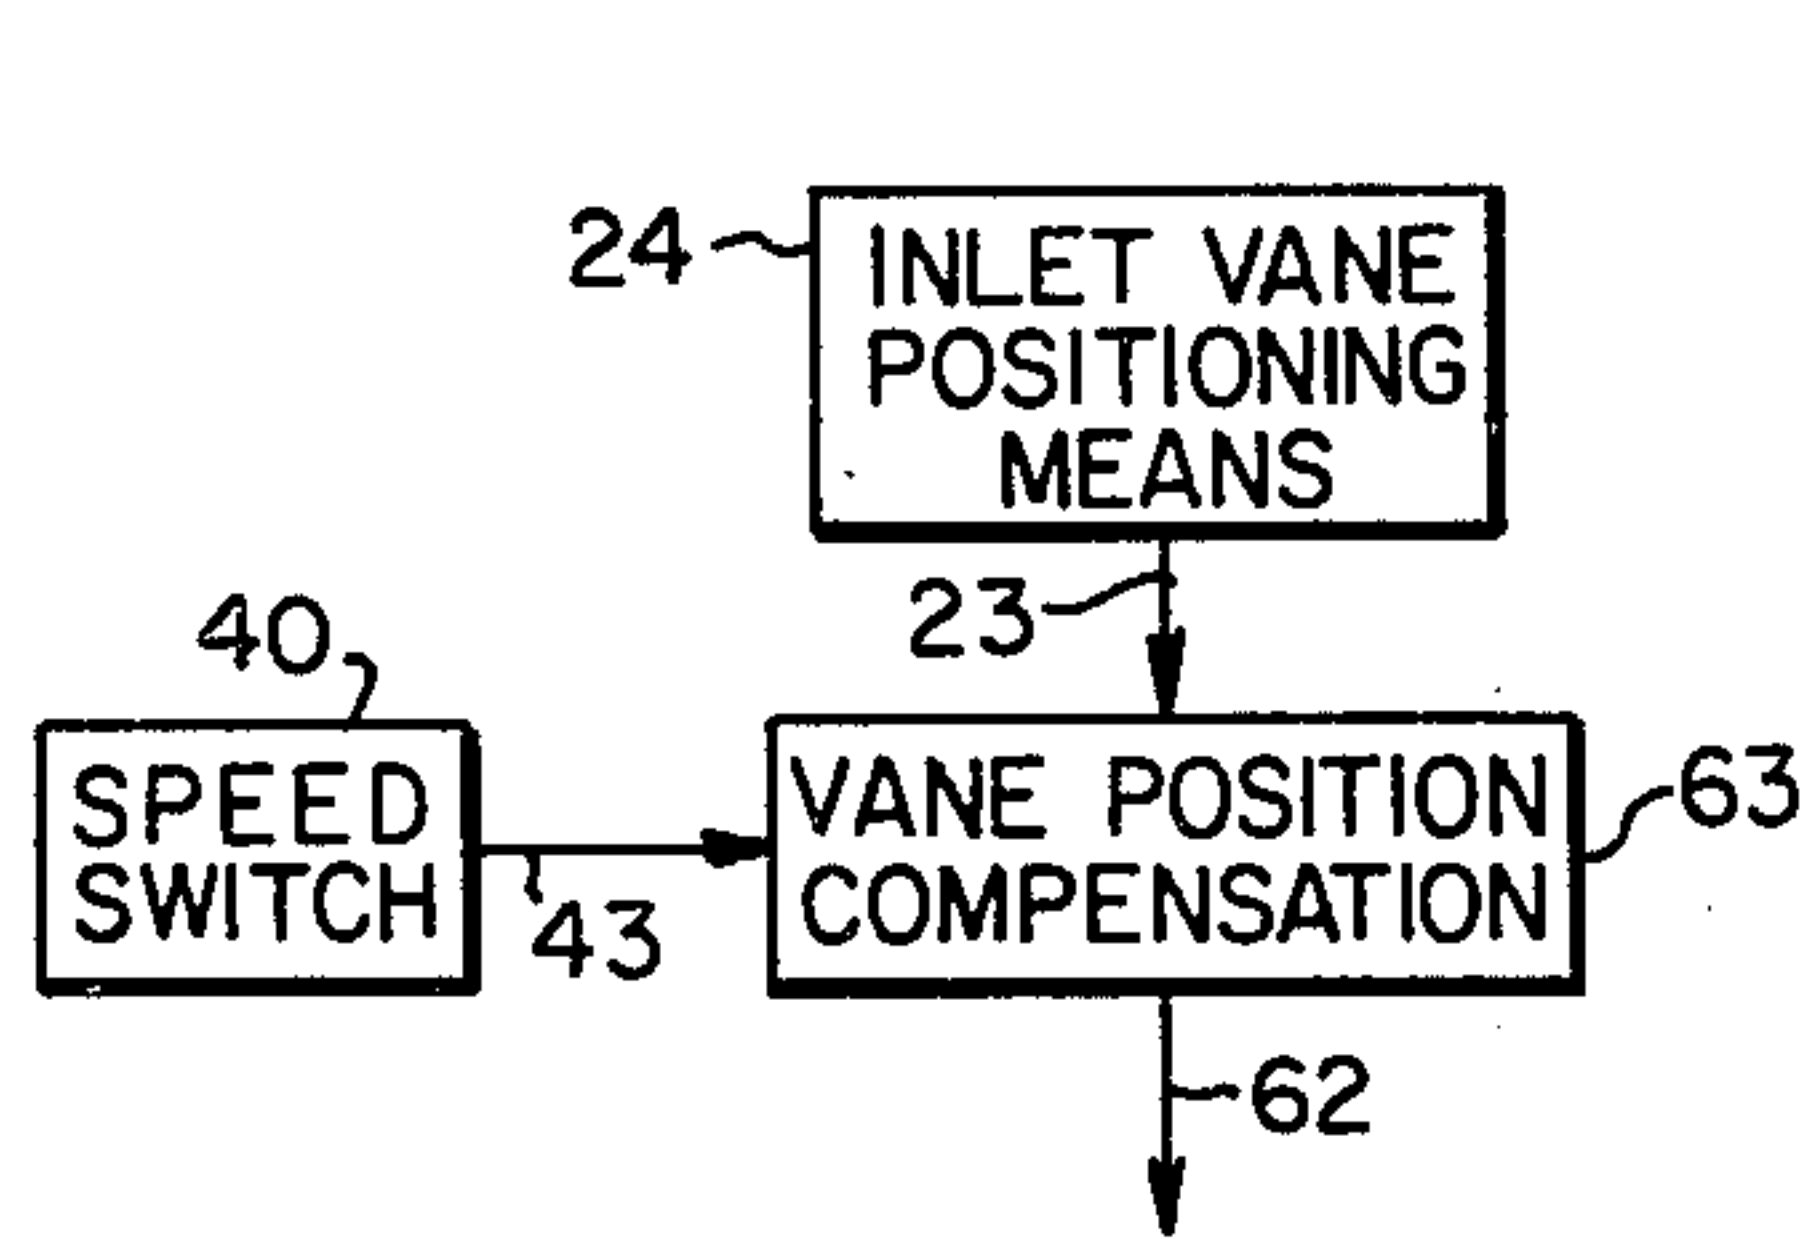 24
INLET VANE
POSITIONING
MEANS
23
40
SPEED
SWITCH
43
VANE POSITION
COMPENSATION
63
62